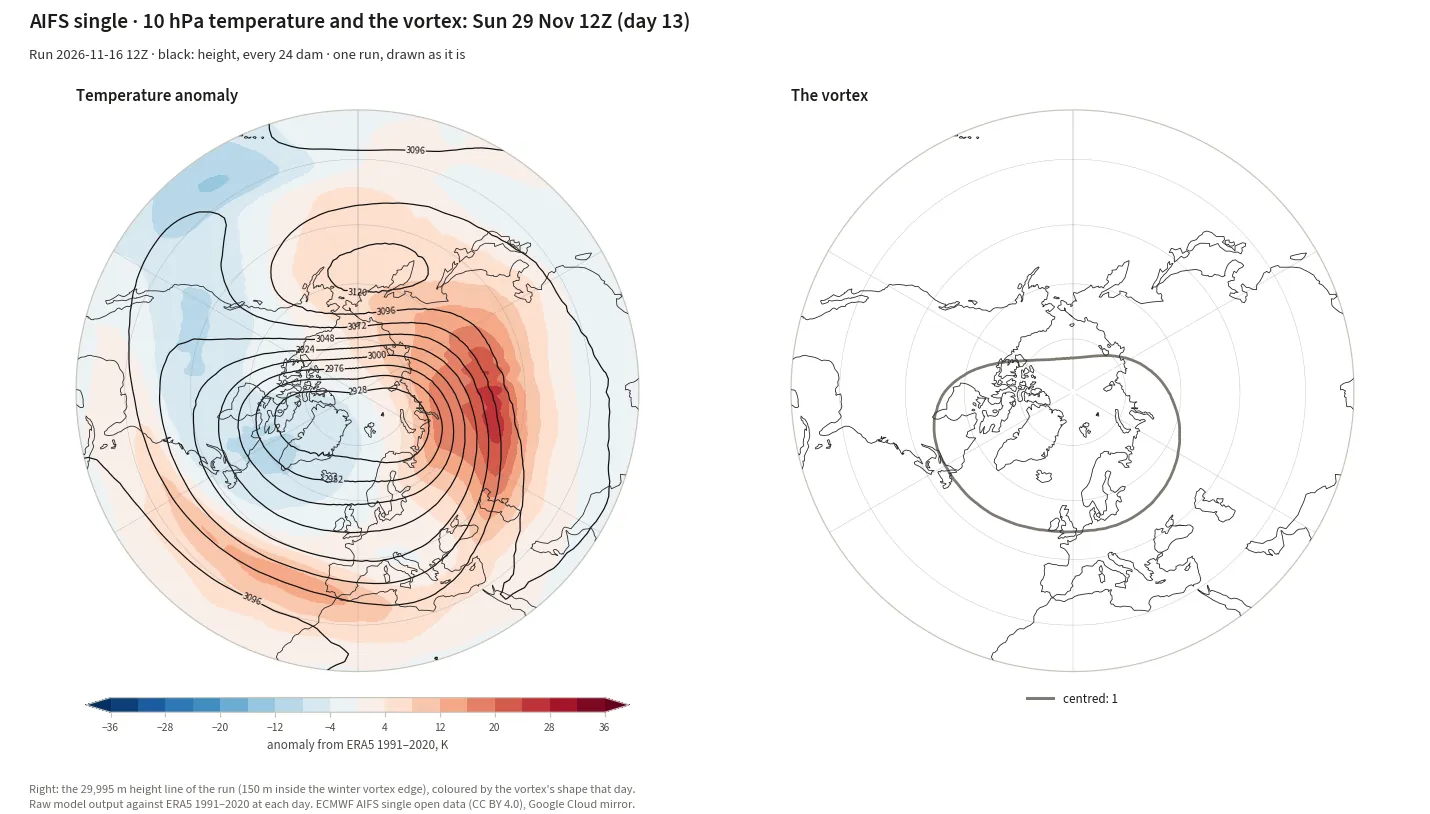 AIFS single · 10 hPa temperature and the vortex: Sun 29 Nov 12Z (day 13)
Run 2026-11-16 12Z · black: height, every 24 dam · one run, drawn as it is
Temperature anomaly
The vortex
3096
3120
3096
3072
3048
3024
3000
2976
2928
2952
3096
centred: 1
−36 −28 −20 −12 −4 4 12 20 28 36
anomaly from ERA5 1991–2020, K
Right: the 29,995 m height line of the run (150 m inside the winter vortex edge), coloured by the vortex's shape that day.
Raw model output against ERA5 1991–2020 at each day. ECMWF AIFS single open data (CC BY 4.0), Google Cloud mirror.